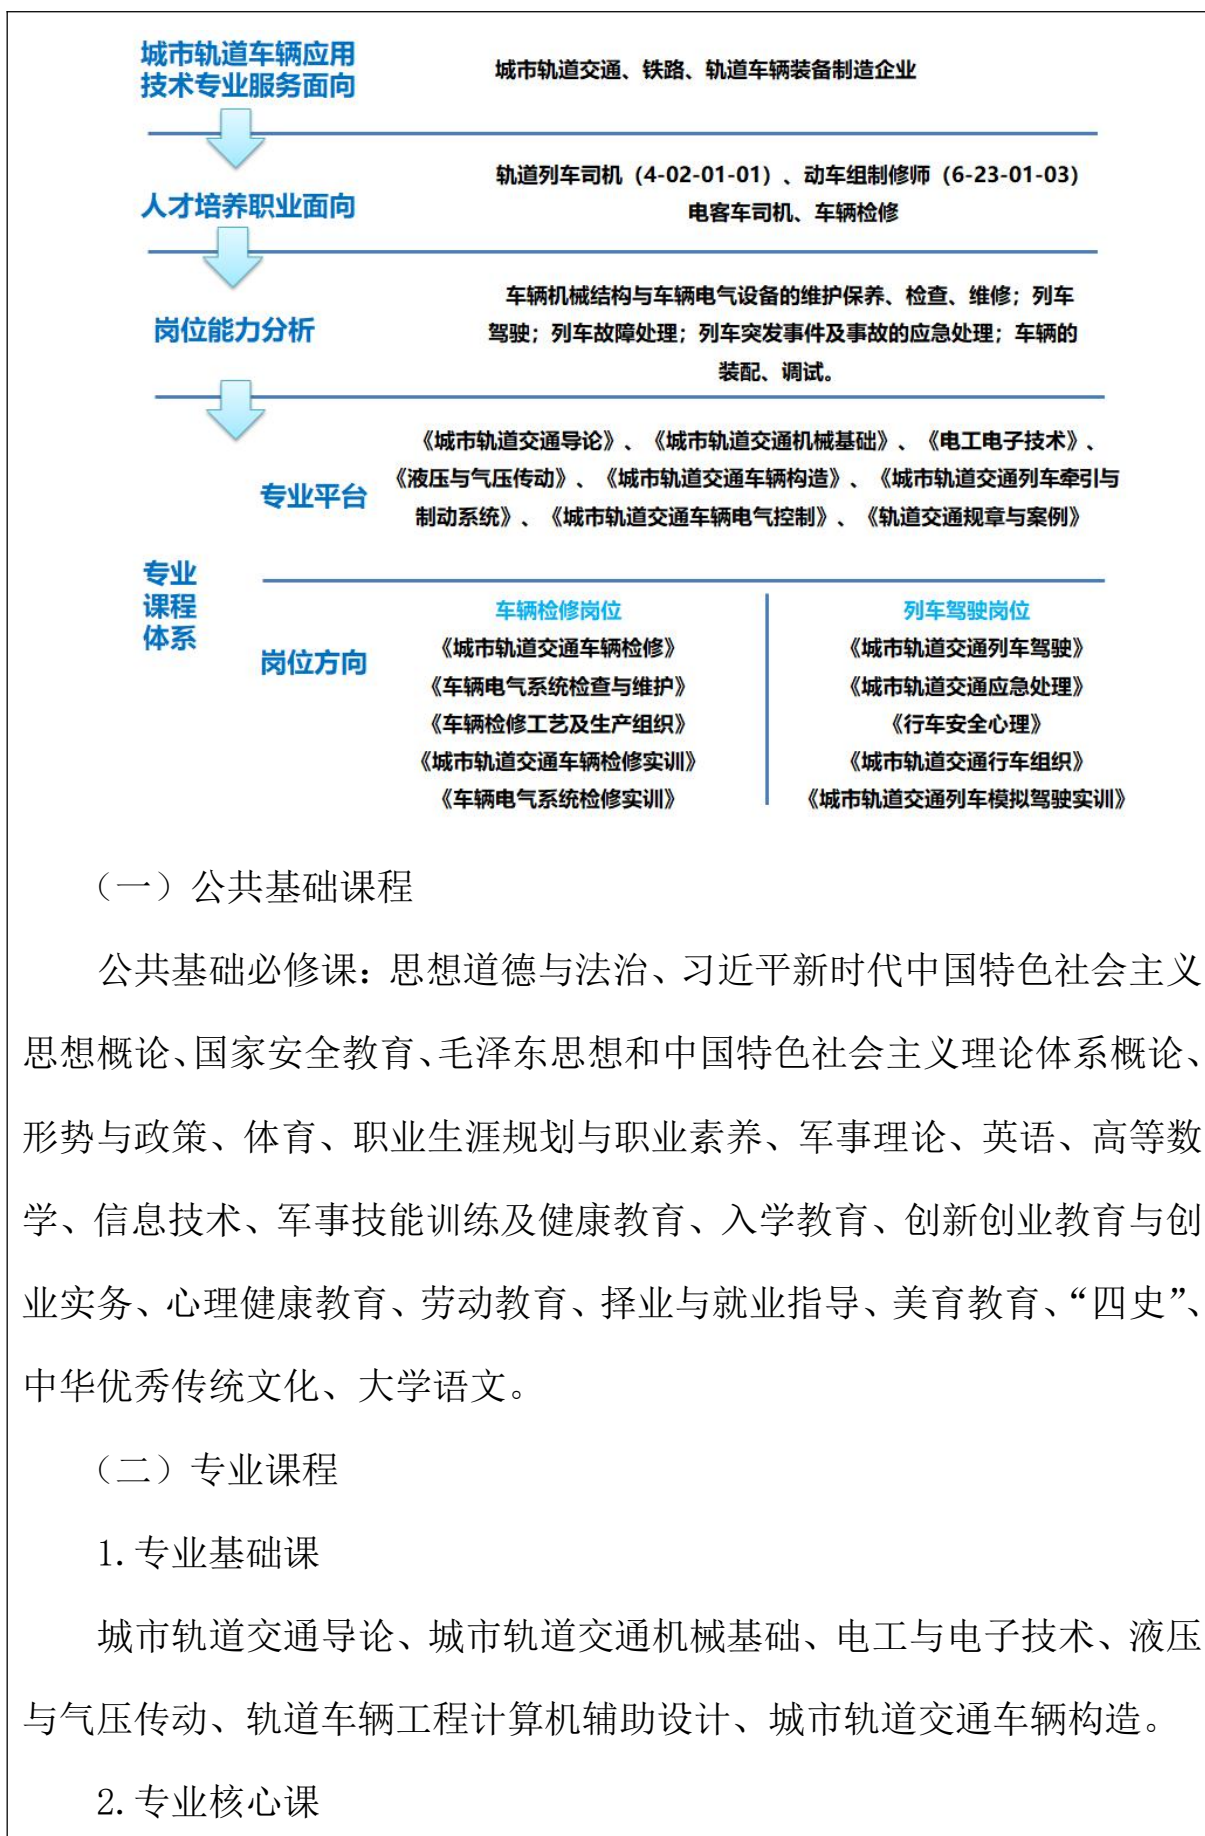 城市轨道车辆应用
技术专业服务面向
城市轨道交通、铁路、轨道车辆装备制造企业
人才培养职业面向
轨道列车司机（4-02-01-01）、动车组制修师（6-23-01-03）
电客车司机、车辆检修
岗位能力分析
车辆机械结构与车辆电气设备的维护保养、检查、维修；列车
驾驶；列车故障处理；列车突发事件及事故的应急处理；车辆的
装配、调试。
专业课程体系
专业平台
《城市轨道交通导论》、《城市轨道交通机械基础》、《电工电子技术》、
《液压与气压传动》、《城市轨道交通车辆构造》、《城市轨道交通列车牵引与
制动系统》、《城市轨道交通车辆电气控制》、《轨道交通规章与案例》
岗位方向
车辆检修岗位
《城市轨道交通车辆检修》
《车辆电气系统检查与维护》
《车辆检修工艺及生产组织》
《城市轨道交通车辆检修实训》
《车辆电气系统检修实训》
列车驾驶岗位
《城市轨道交通列车驾驶》
《城市轨道交通应急处理》
《行车安全心理》
《城市轨道交通行车组织》
《城市轨道交通列车模拟驾驶实训》
（一）公共基础课程
公共基础必修课：思想道德与法治、习近平新时代中国特色社会主义
思想概论、国家安全教育、毛泽东思想和中国特色社会主义理论体系概论、
形势与政策、体育、职业生涯规划与职业素养、军事理论、英语、高等数
学、信息技术、军事技能训练及健康教育、入学教育、创新创业教育与创
业实务、心理健康教育、劳动教育、择业与就业指导、美育教育、“四史”、
中华优秀传统文化、大学语文。
（二）专业课程
1.专业基础课
城市轨道交通导论、城市轨道交通机械基础、电工与电子技术、液压
与气压传动、轨道车辆工程计算机辅助设计、城市轨道交通车辆构造。
2.专业核心课